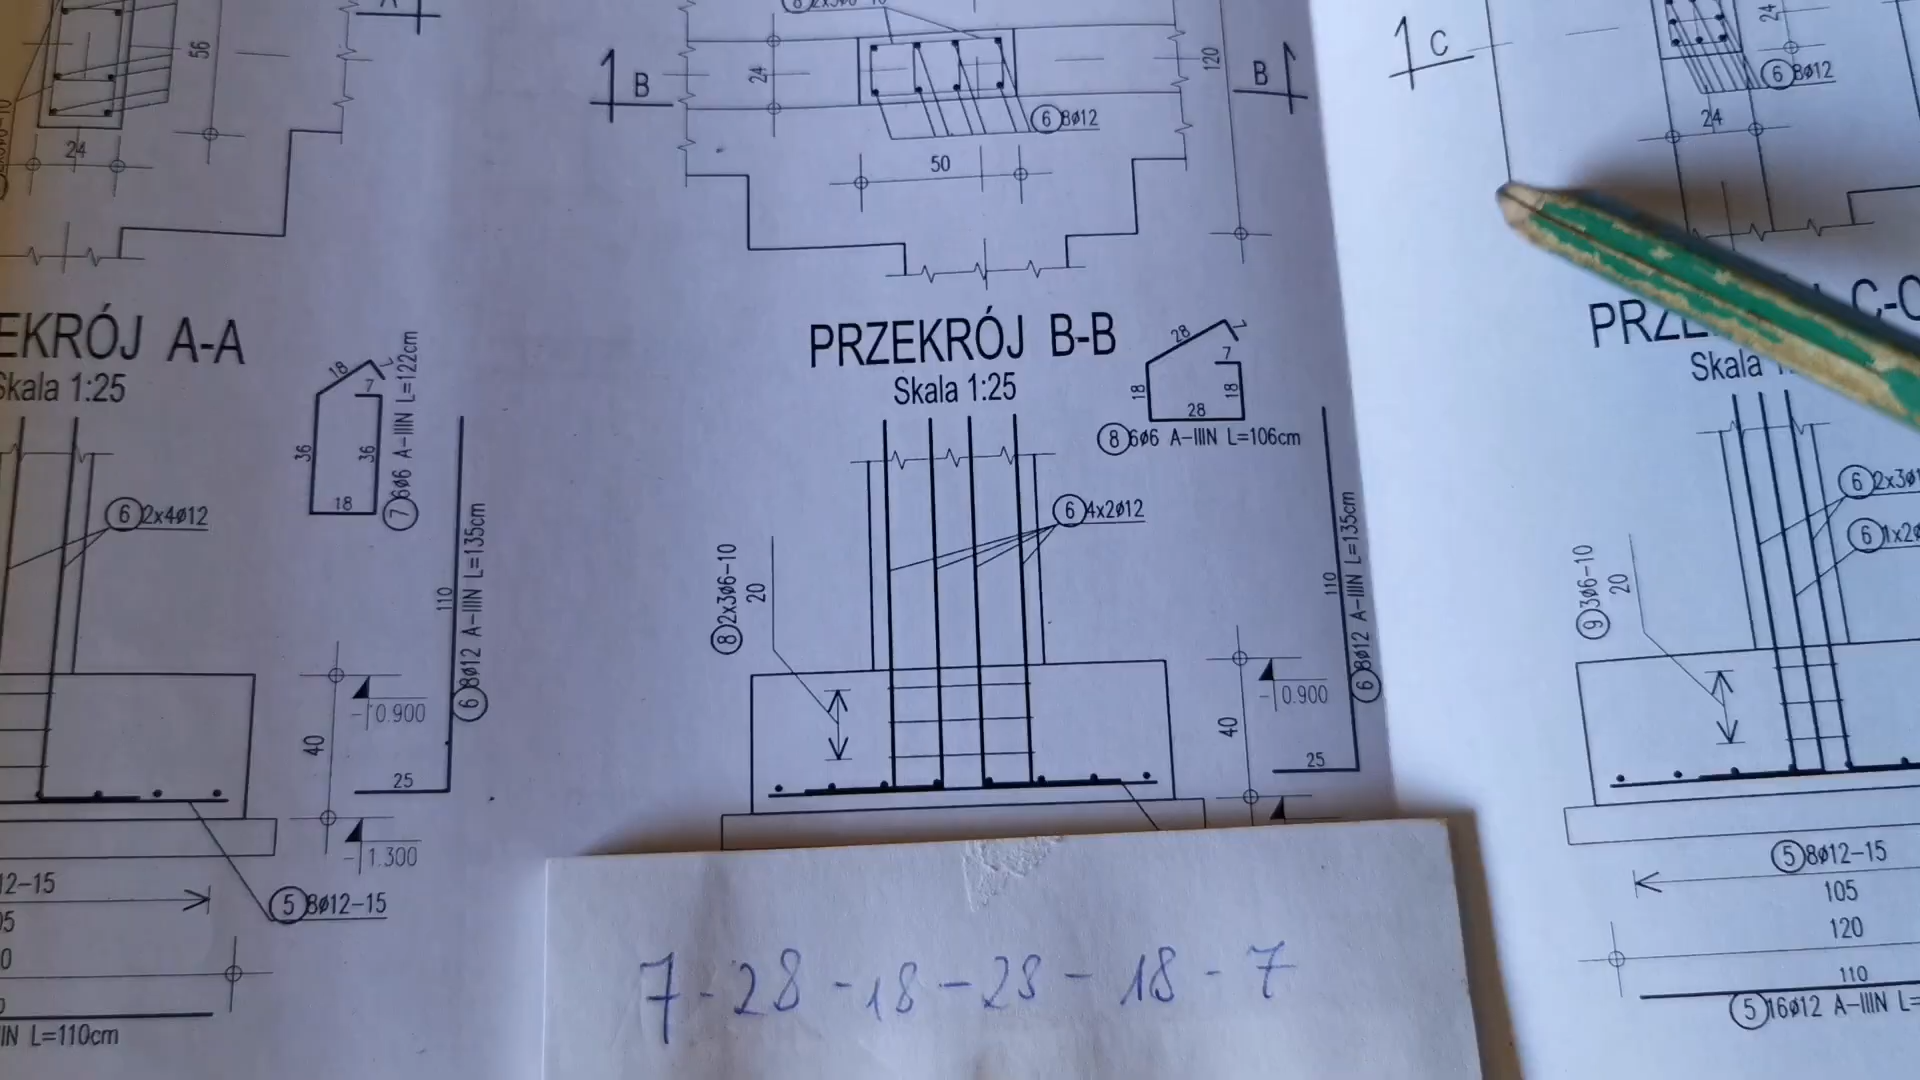 56
24
B
24
120
B
6 8ø12
50
C
24
6 8ø12
24
EKRÓJ A-A
Skala 1:25
18
7
36
36
18
7 6ø6 A-IIIN L=122cm
6 2x4ø12
110
6 8ø12 A-IIIN L=135cm
25
-0.900
40
-1.300
12-15
5 8ø12-15
IN L=110cm
PRZEKRÓJ B-B
Skala 1:25
28
7
18
18
28
8 6ø6 A-IIIN L=106cm
6 4x2ø12
8 2x3ø6-10
20
110
6 8ø12 A-IIIN L=135cm
25
-0.900
40
C-C
Skala
6 2x3ø1
6 1x2ø
9 3ø6-10
20
5 8ø12-15
105
120
110
5 16ø12 A-IIIN L=
7-28-18-28-18-7